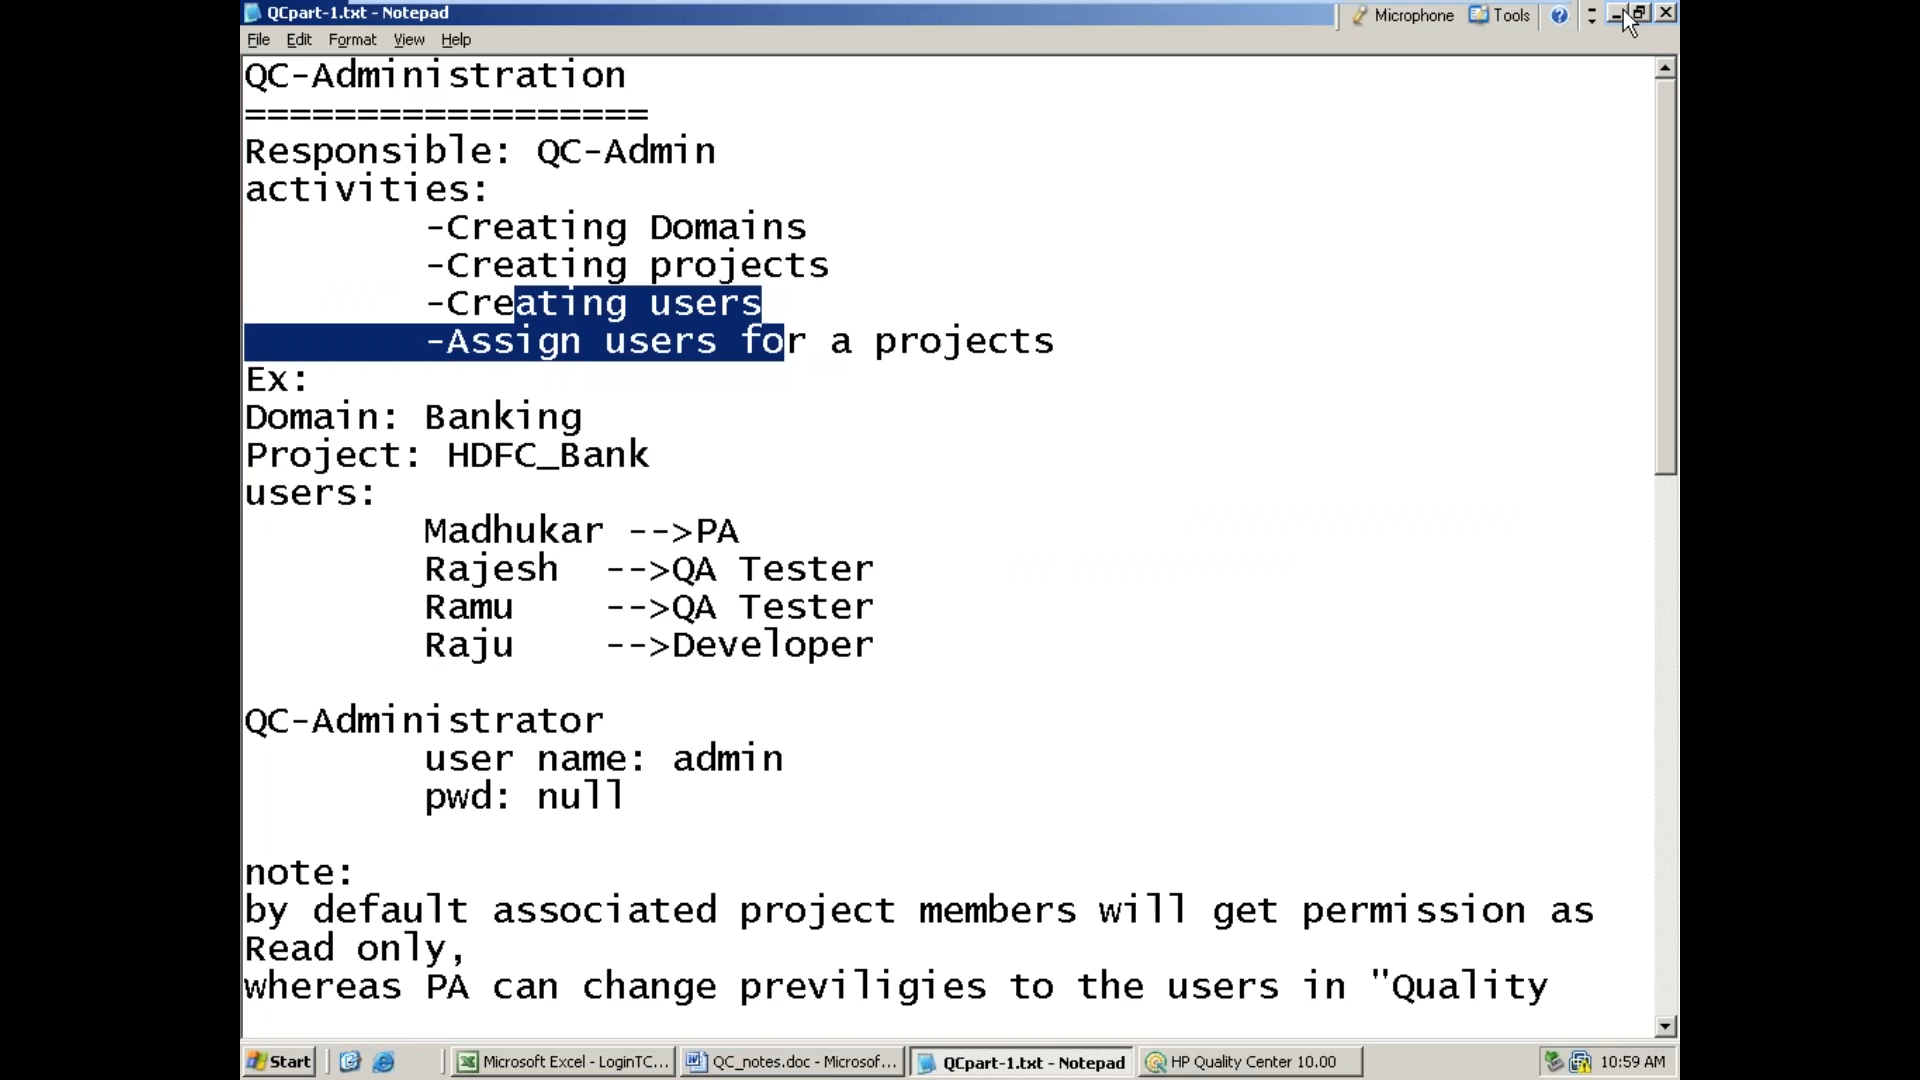 QCpart-1.txt - Notepad
Microphone Tools
File Edit Format View Help
QC-Administration
==================
Responsible: QC-Admin
activities:
-Creating Domains
-Creating projects
-Creating users
-Assign users for a projects
Ex:
Domain: Banking
Project: HDFC_Bank
users:
Madhukar -->PA
Rajesh -->QA Tester
Ramu -->QA Tester
Raju -->Developer
QC-Administrator
user name: admin
pwd: null
note:
by default associated project members will get permission as
Read only,
whereas PA can change previligies to the users in "Quality
Start Microsoft Excel - LoginTC... QC_notes.doc - Microsof... QCpart-1.txt - Notepad HP Quality Center 10.00 10:59 AM